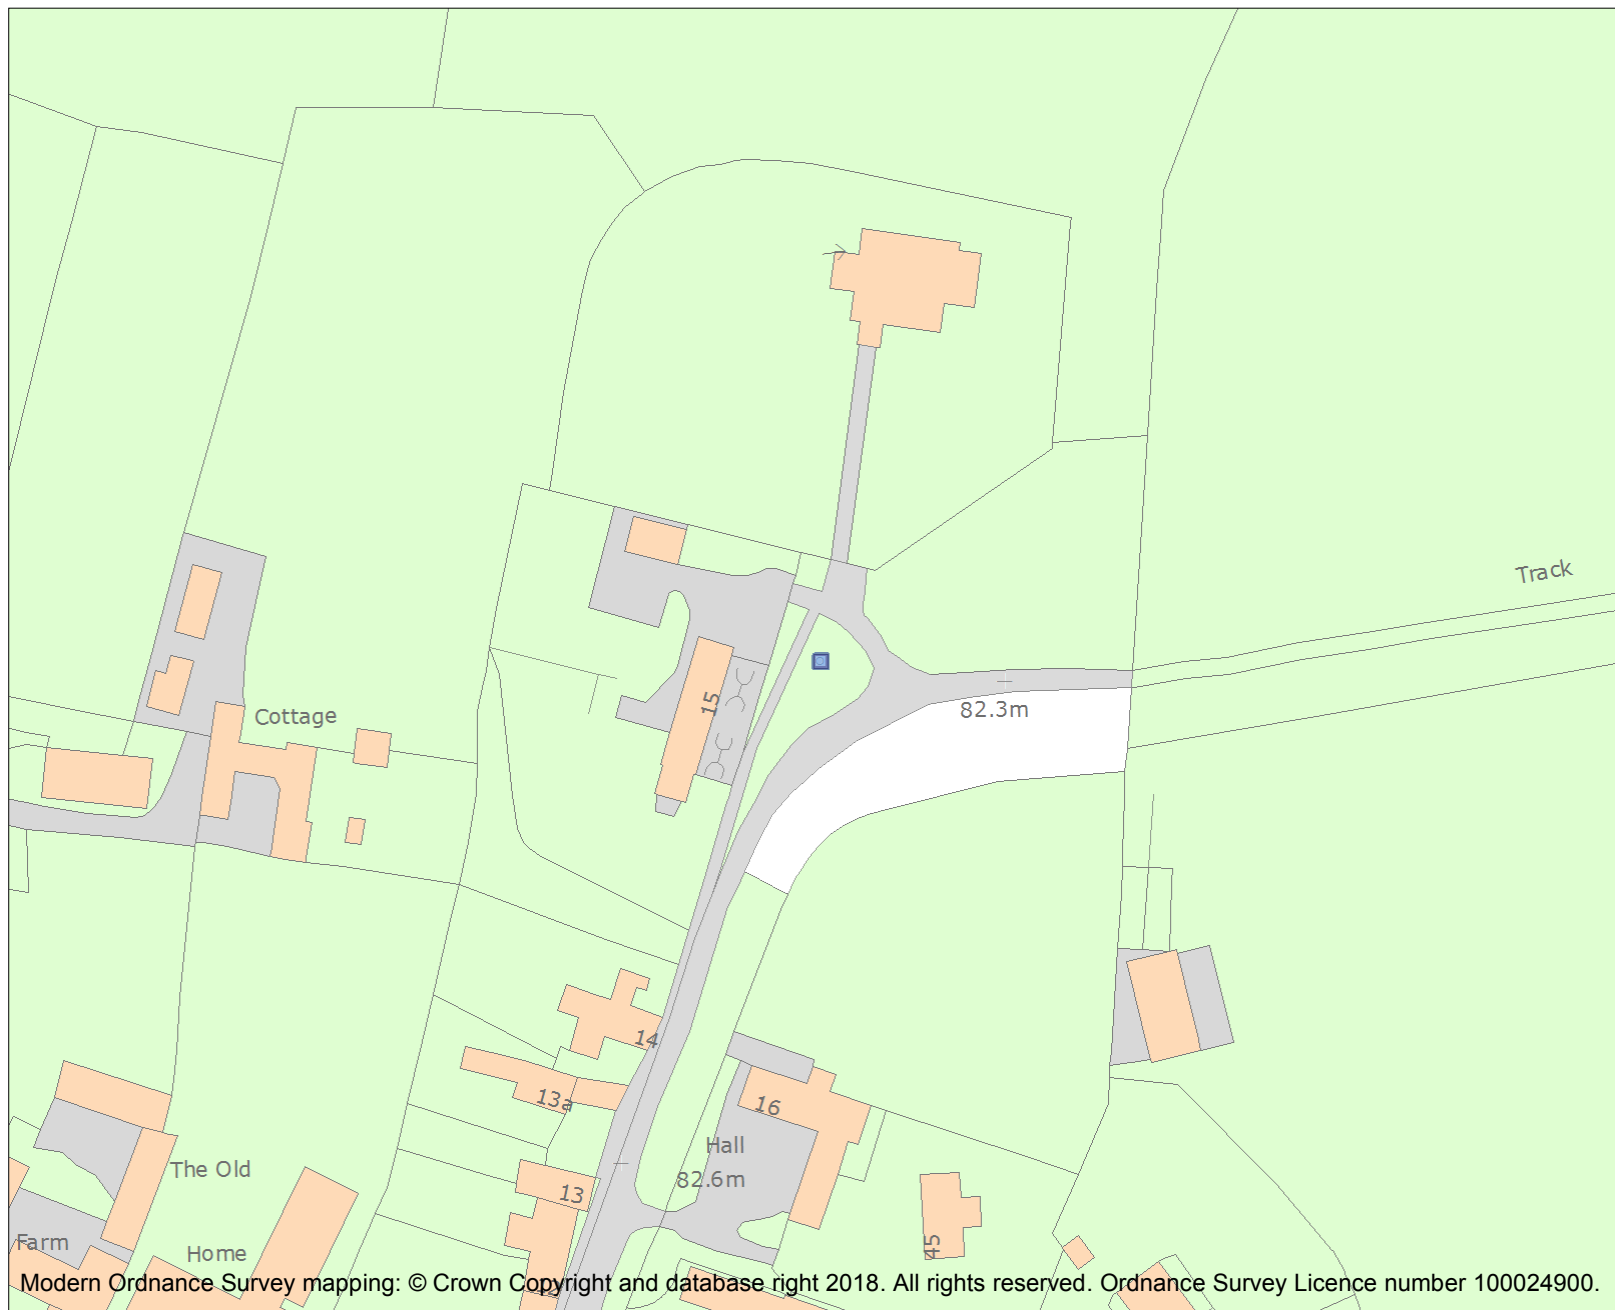 Track
15
82.3m
Cottage
14
13a
16
Hall
82.6m
The Old
13
Farm
Home
45
Modern Ordnance Survey mapping: © Crown Copyright and database right 2018. All rights reserved. Ordnance Survey Licence number 100024900.